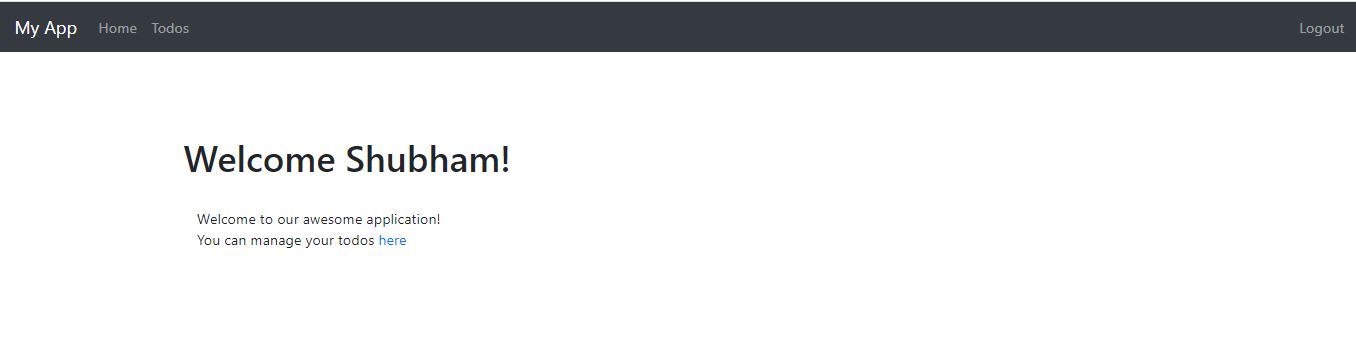 My App Home Todos Logout
Welcome Shubham!
Welcome to our awesome application!
You can manage your todos here